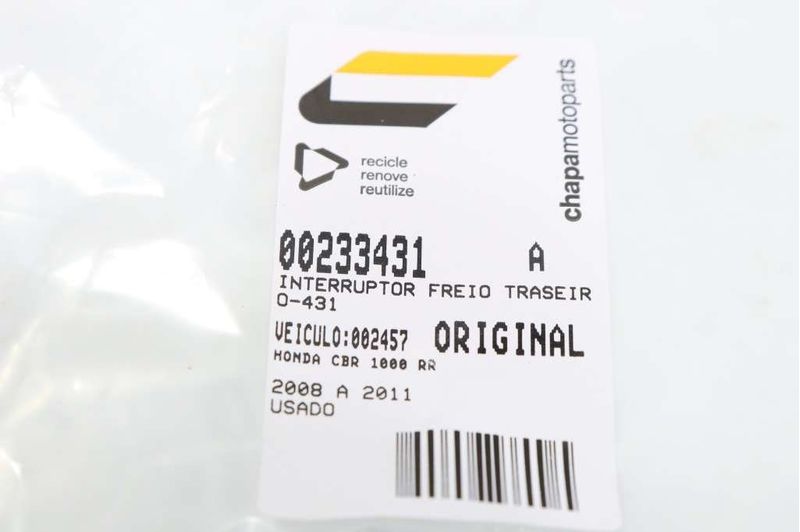 chapamotoparts
recicle
renove
reutilize
00233431 A
INTERRUPTOR FREIO TRASEIR
O-431
VEICULO:002457 ORIGINAL
HONDA CBR 1000 RR
2008 A 2011
USADO